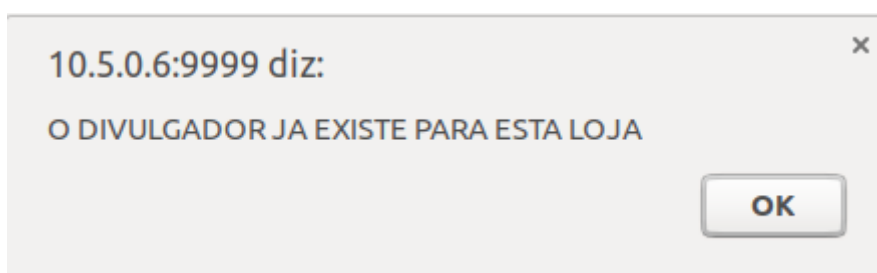 10.5.0.6:9999 diz:
O DIVULGADOR JA EXISTE PARA ESTA LOJA
OK